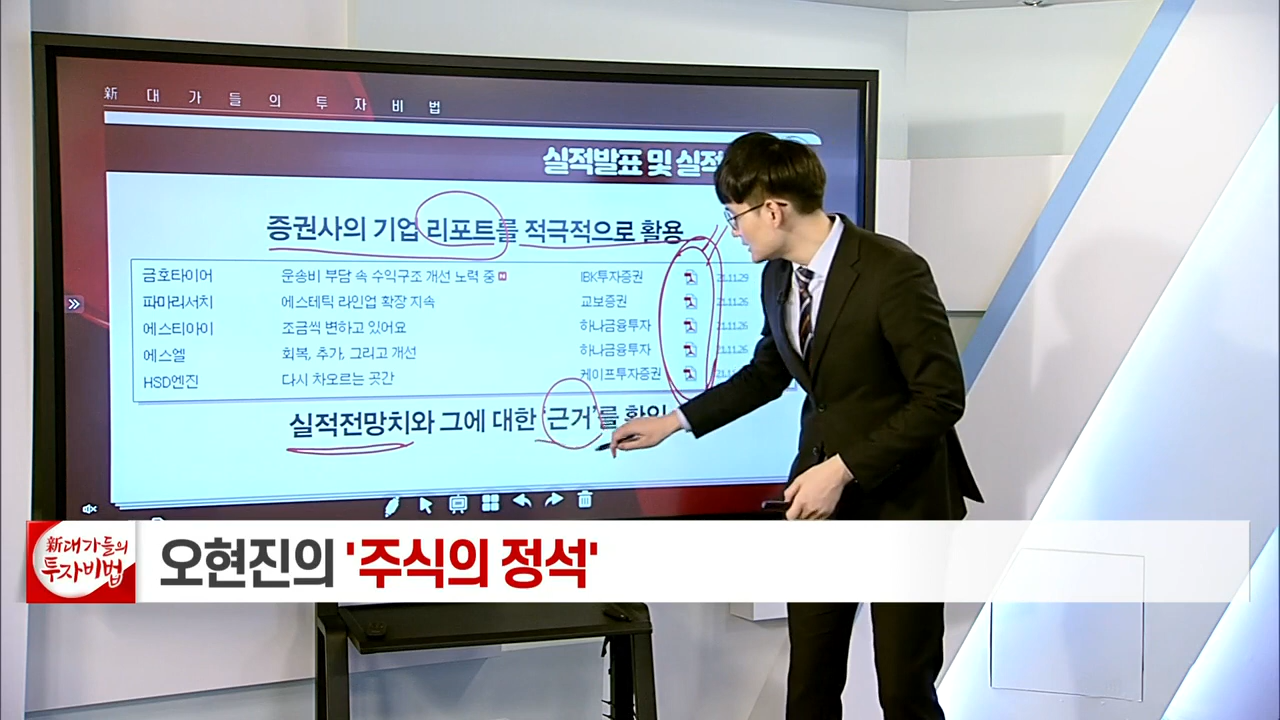 新 대 가 들 의 투 자 비 법
실적발표 및 실적
증권사의 기업 리포트를 적극적으로 활용
금호타이어 운송비 부담 속 수익구조 개선 노력 중 IBK투자증권 21.11.29
파마리서치 에스테틱 라인업 확장 지속 교보증권 21.11.26
에스티아이 조금씩 변하고 있어요 하나금융투자 21.11.26
에스엘 회복, 추가, 그리고 개선 하나금융투자 21.11.26
HSD엔진 다시 차오르는 곳간 케이프투자증권
실적전망치와 그에 대한 '근거'를 확인
新대가들의
투자비법
오현진의 '주식의 정석'